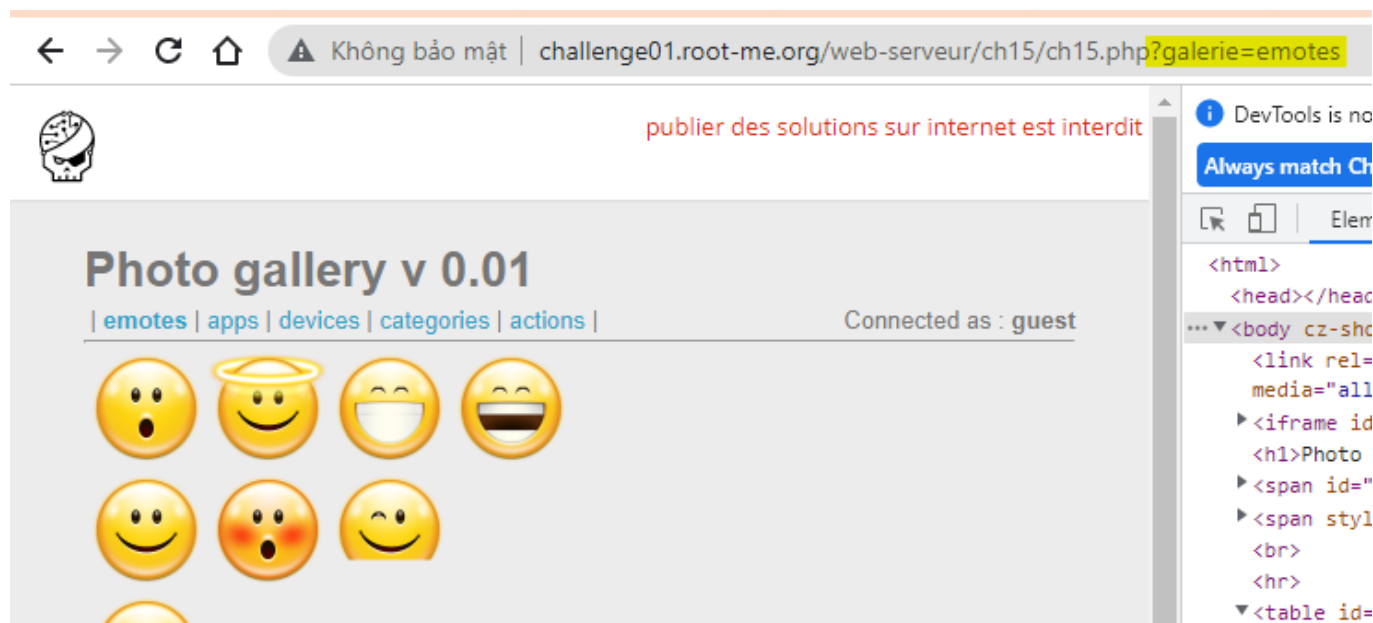 Không bảo mật | challenge01.root-me.org/web-serveur/ch15/ch15.php?galerie=emotes
publier des solutions sur internet est interdit
DevTools is no
Always match Ch
Elem
Photo gallery v 0.01
| emotes | apps | devices | categories | actions |
Connected as : guest
<html>
<head></head
<body cz-sho
<link rel=
media="all
<iframe id
<h1>Photo
<span id="
<span styl
<br>
<hr>
<table id=